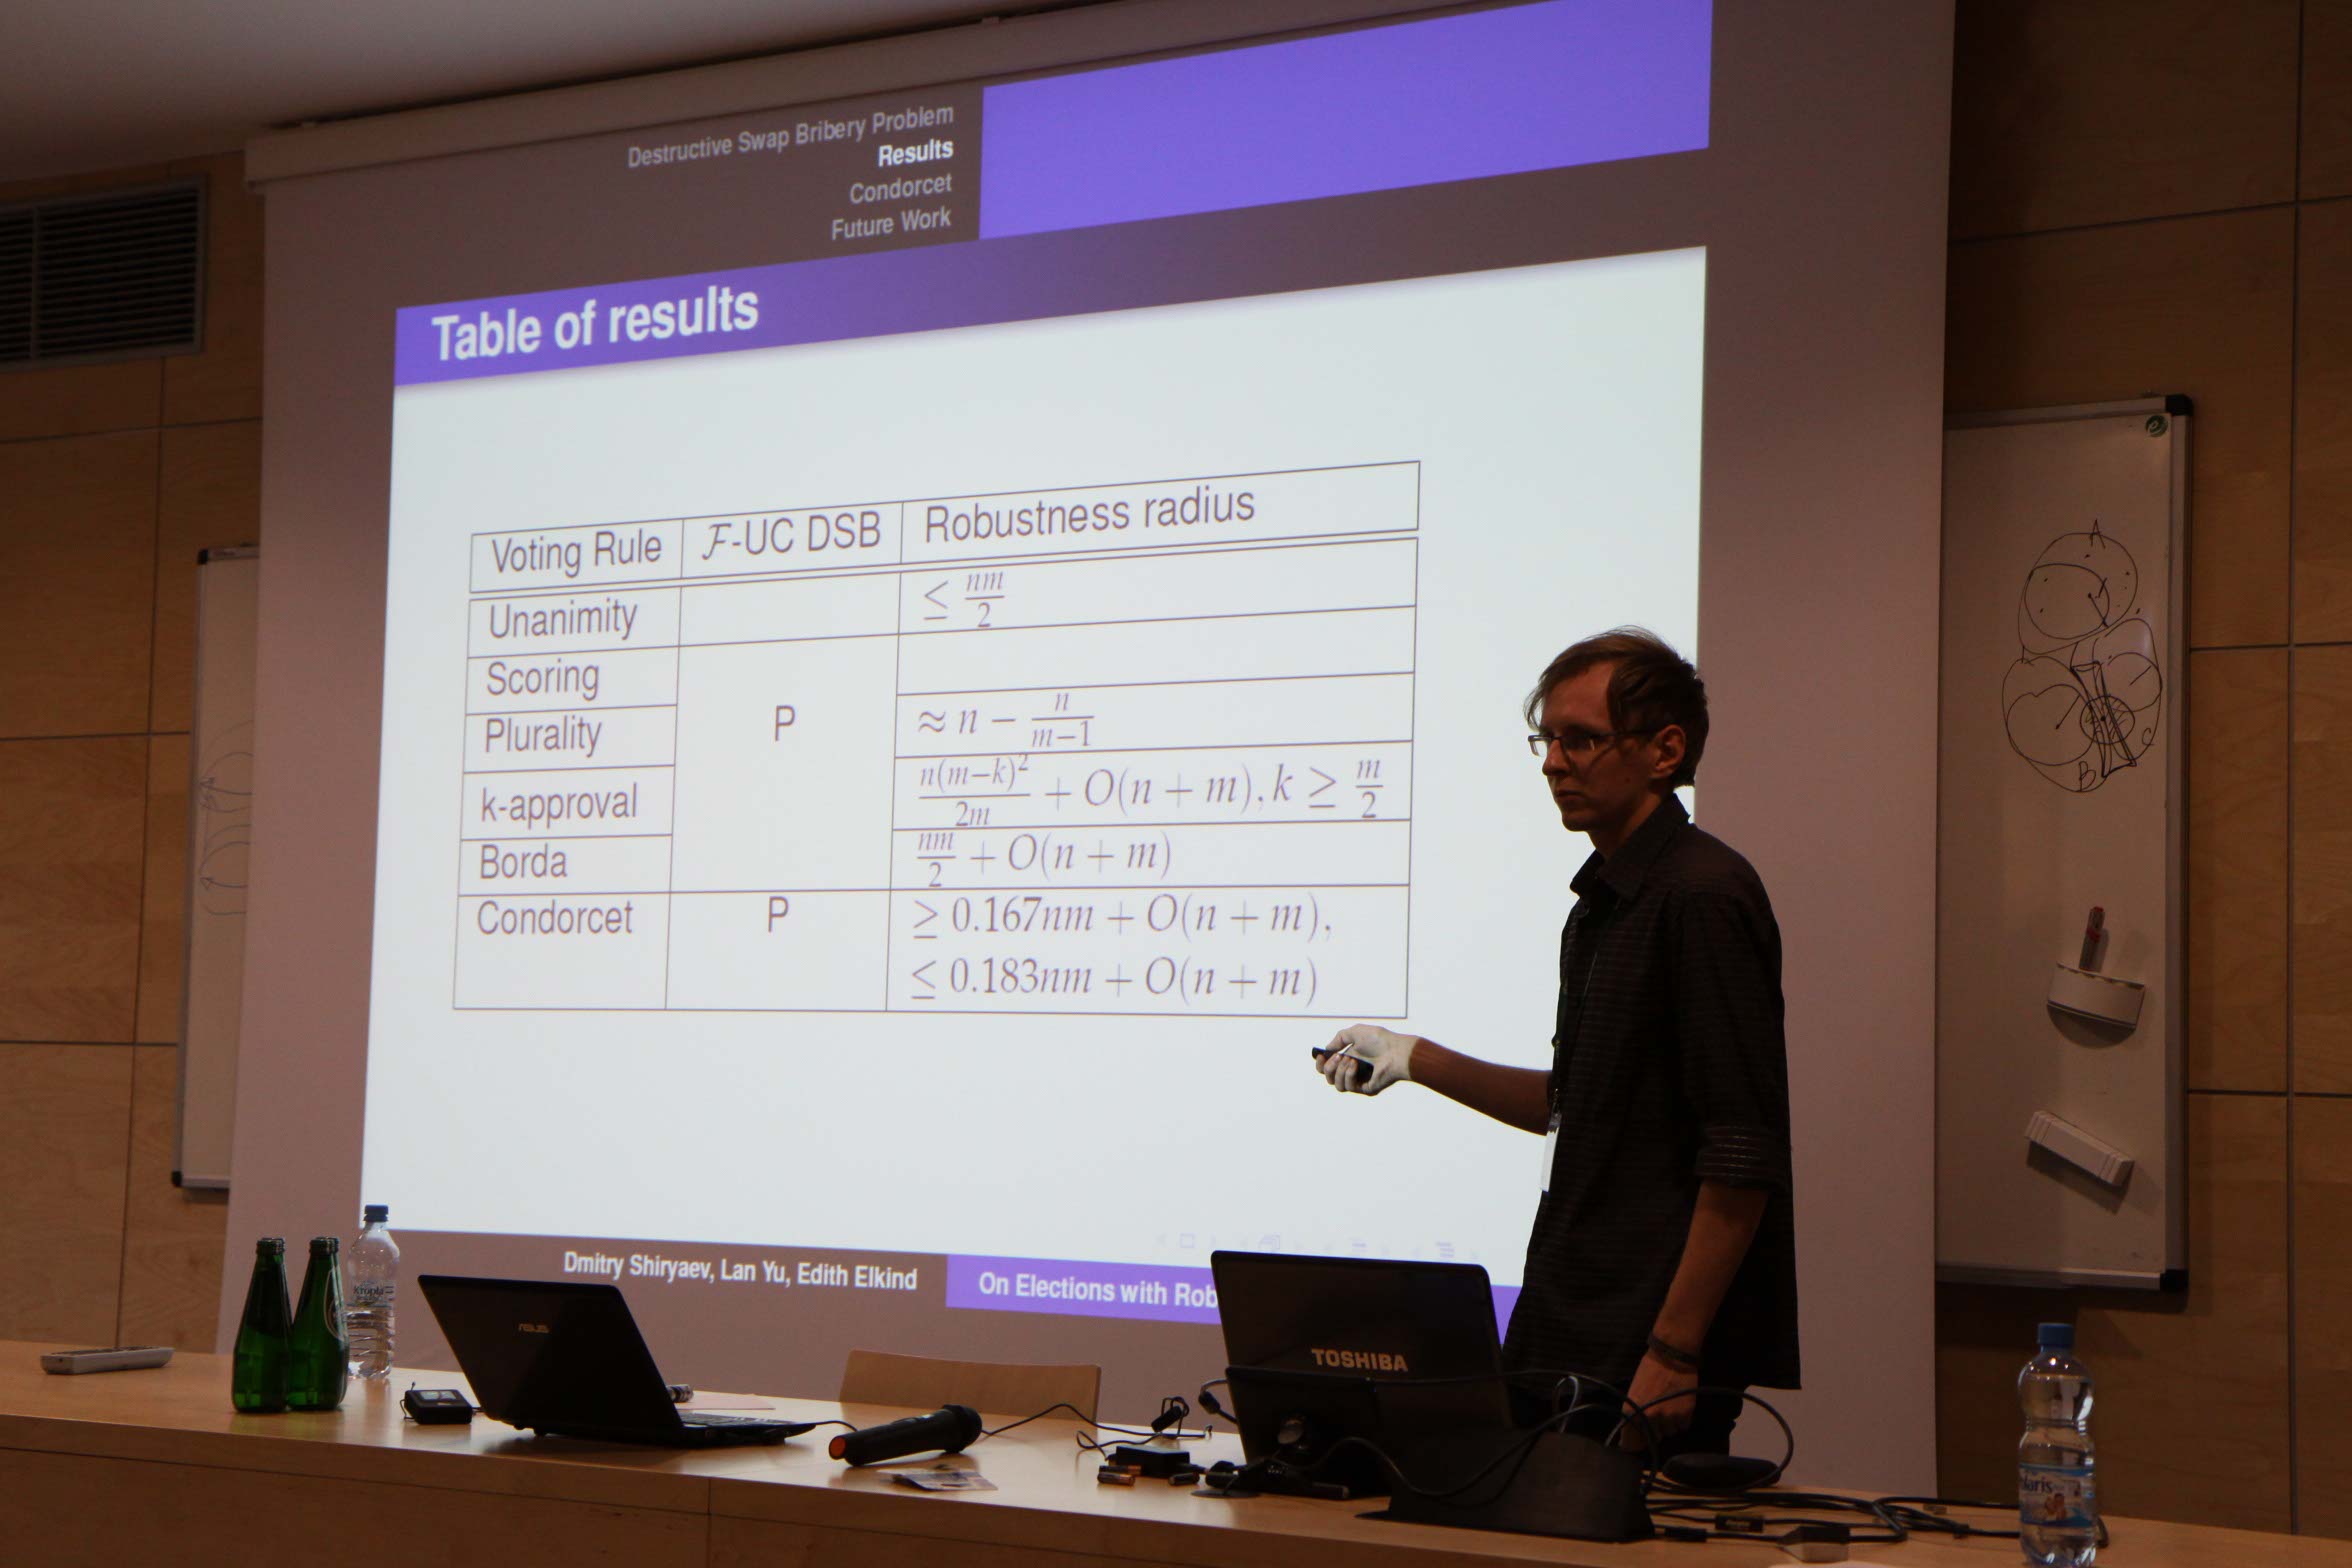 Destructive Swap Bribery Problem
Results
Condorcet
Future Work
Table of results
Voting Rule | F-UC DSB | Robustness radius
Unanimity | | ≤ nm/2
Scoring
Plurality | P | ≈ n − n/(m−1)
k-approval | | n(m−k)²/2m + O(n + m), k ≥ m/2
Borda | | nm/2 + O(n + m)
Condorcet | P | ≥ 0.167nm + O(n + m),
≤ 0.183nm + O(n + m)
Dmitry Shiryaev, Lan Yu, Edith Elkind
On Elections with Rob
A
C
B
ASUS
TOSHIBA